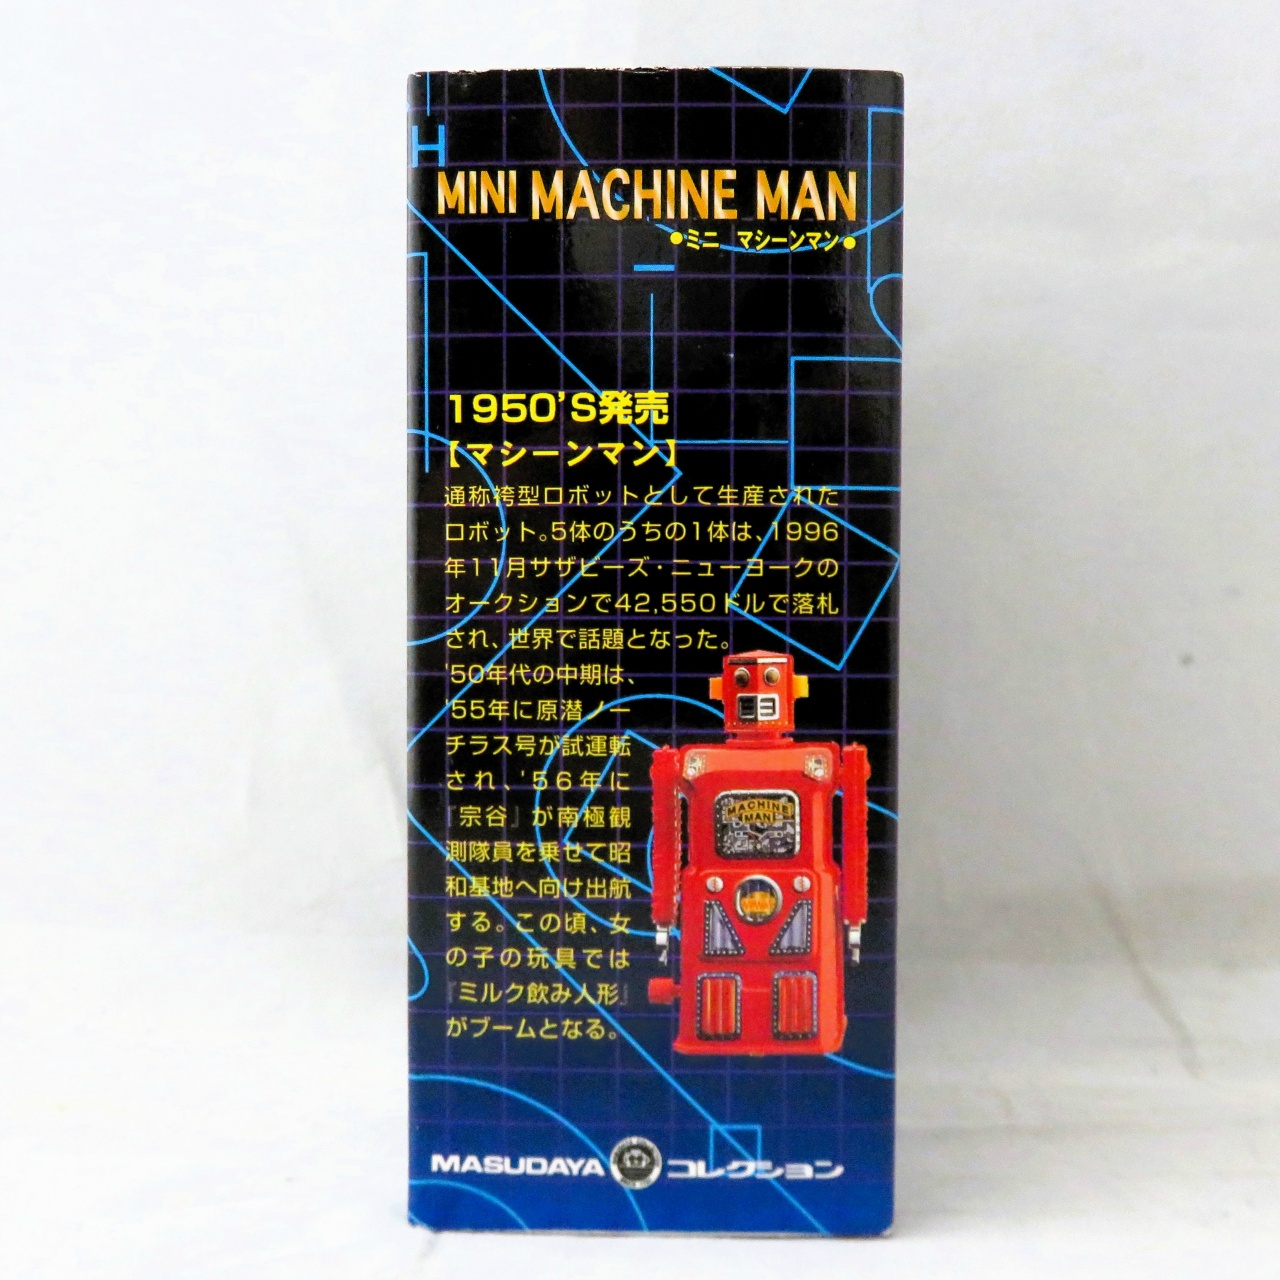 H
MINI MACHINE MAN
●ミニ マシーンマン●
1950'S発売
【マシーンマン】
通称袴型ロボットとして生産された
ロボット。5体のうちの1体は、1996
年11月サザビーズ・ニューヨークの
オークションで42,550ドルで落札
され、世界で話題となった。
'50年代の中期は、
'55年に原潜ノー
チラス号が試運転
され、'56年に
『宗谷』が南極観
測隊員を乗せて昭
和基地へ向け出航
する。この頃、女
の子の玩具では
『ミルク飲み人形』
がブームとなる。
MACHINE
MAN
MASUDAYA コレクション